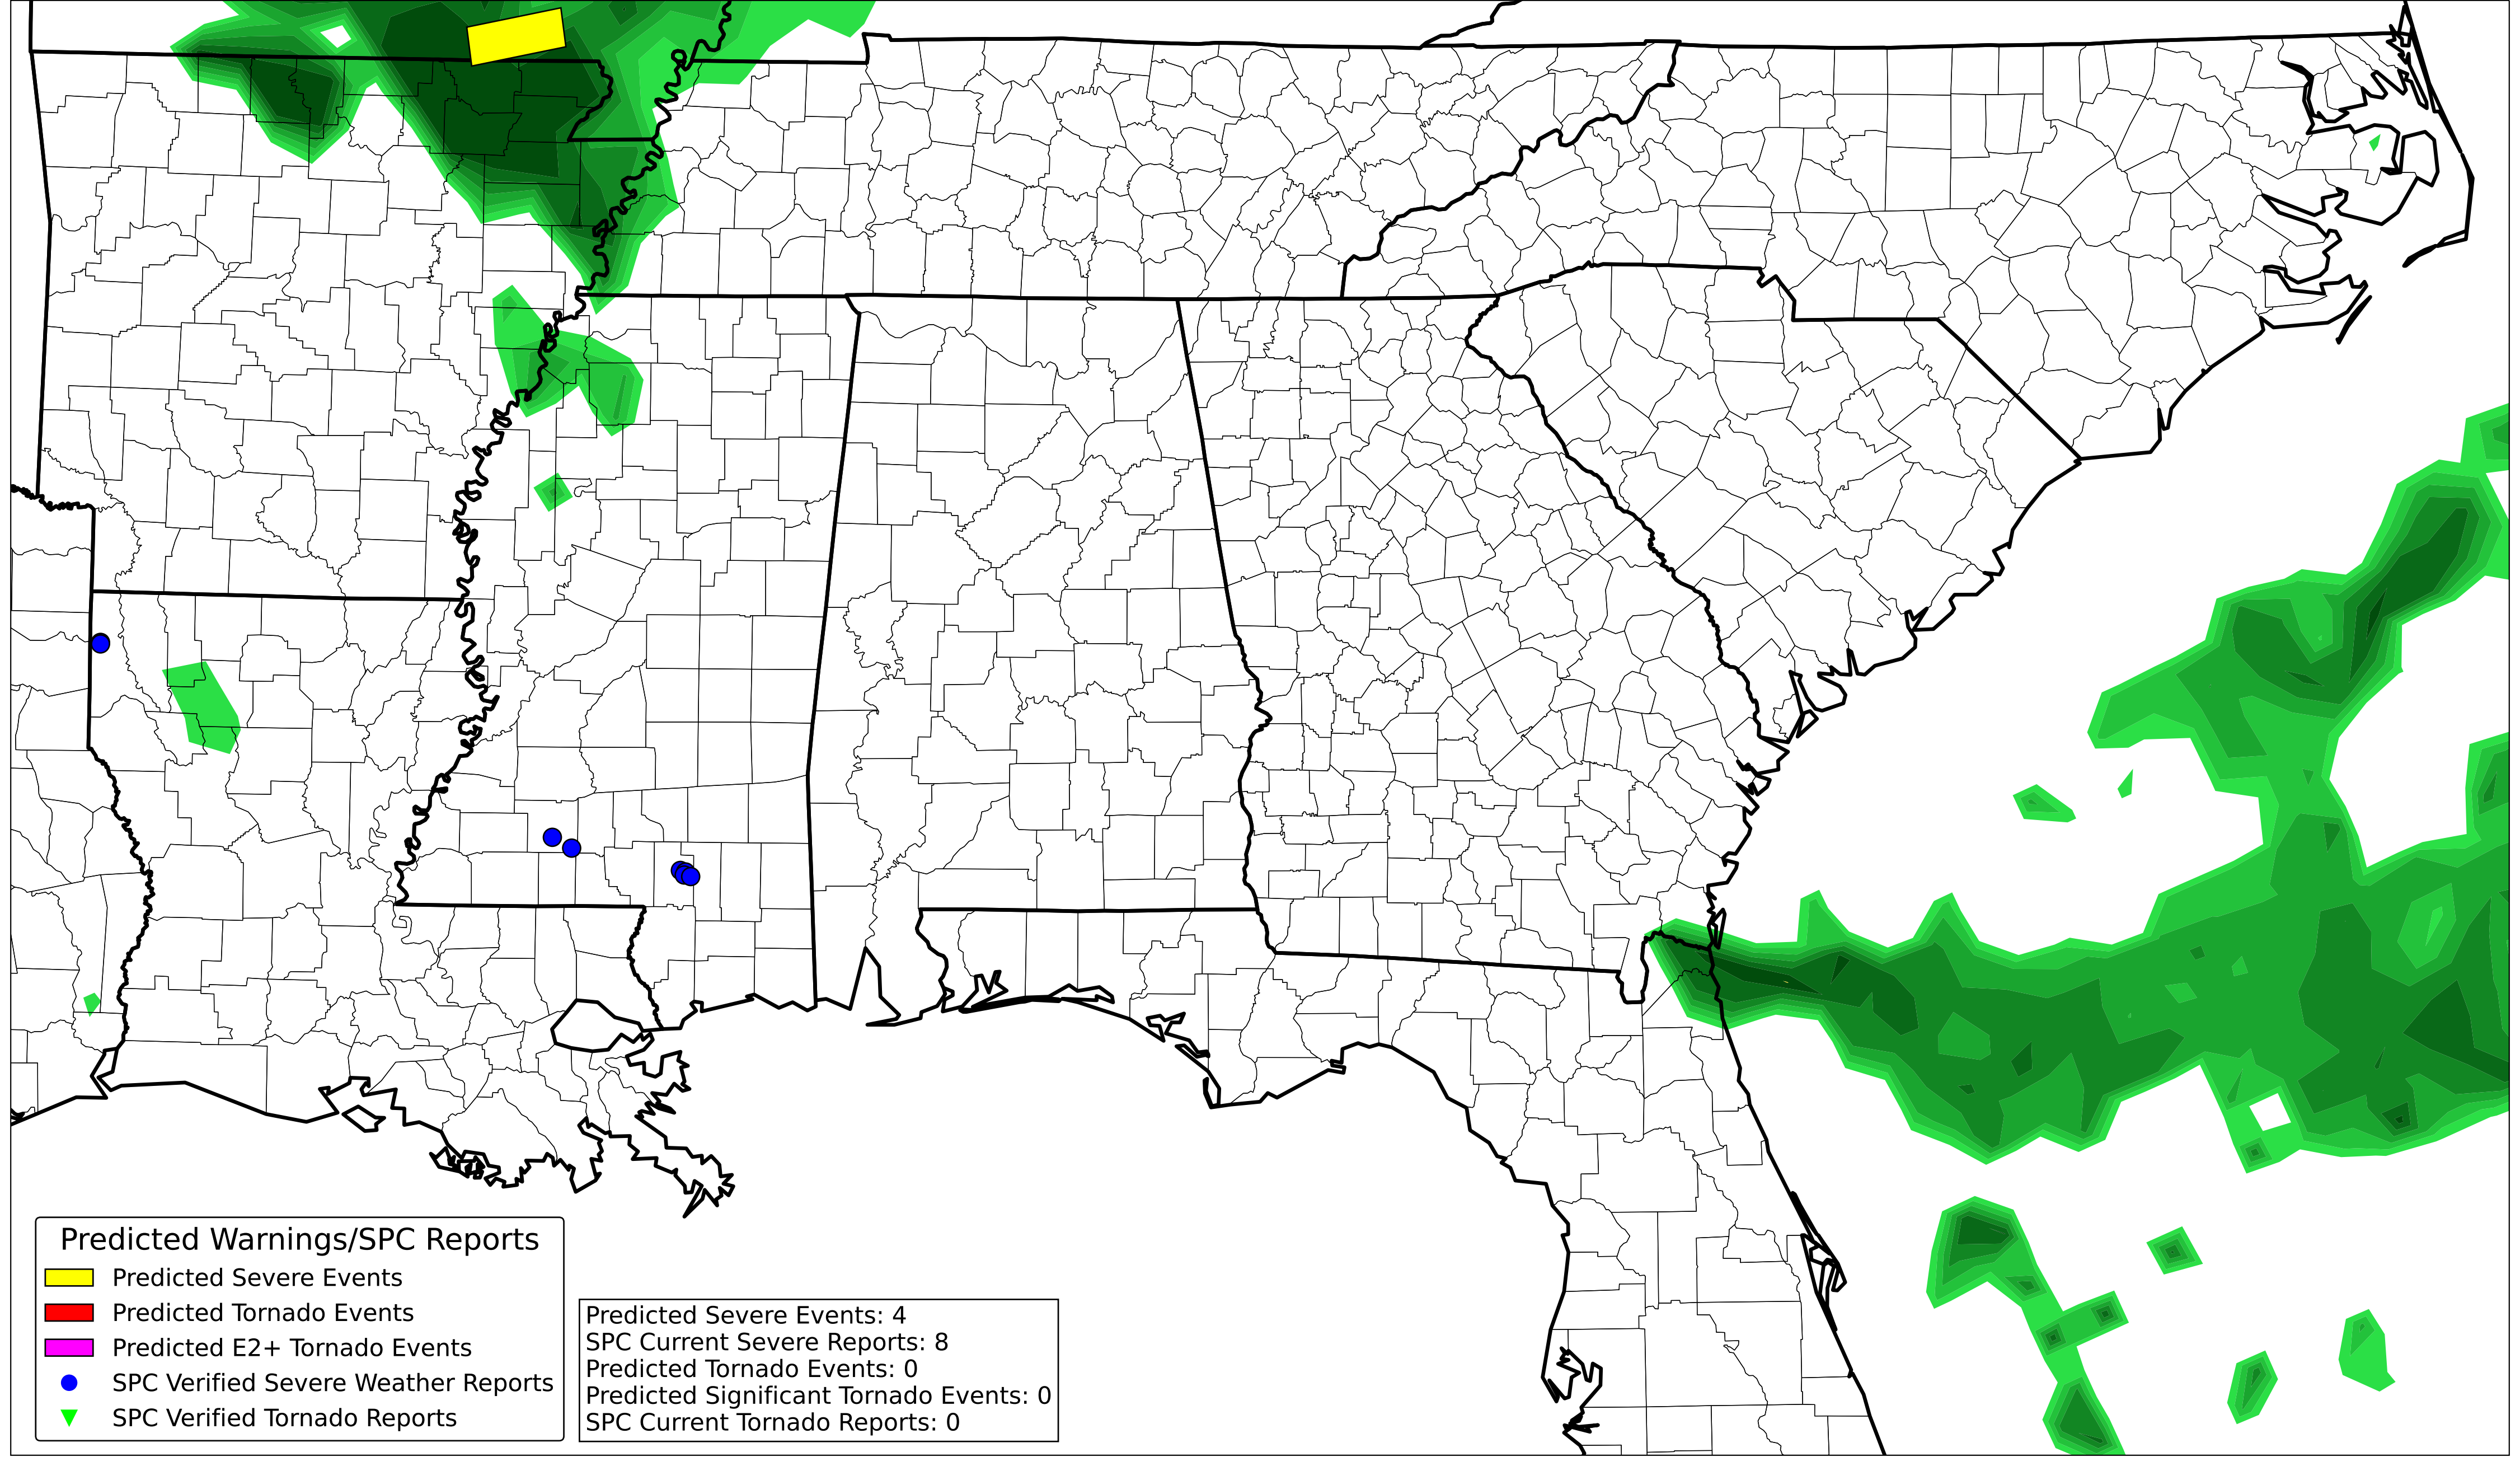 Predicted Warnings/SPC Reports
Predicted Severe Events
Predicted Tornado Events
Predicted E2+ Tornado Events
SPC Verified Severe Weather Reports
SPC Verified Tornado Reports
Predicted Severe Events: 4
SPC Current Severe Reports: 8
Predicted Tornado Events: 0
Predicted Significant Tornado Events: 0
SPC Current Tornado Reports: 0